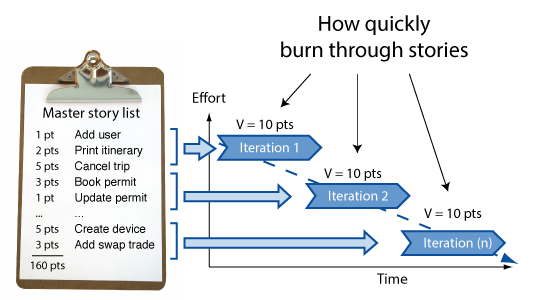 How quickly
burn through stories
Master story list
1 pt Add user
2 pts Print itinerary
5 pts Cancel trip
3 pts Book permit
1 pt Update permit
... ...
5 pts Create device
3 pts Add swap trade
160 pts
Effort
V = 10 pts
Iteration 1
V = 10 pts
Iteration 2
V = 10 pts
Iteration (n)
Time